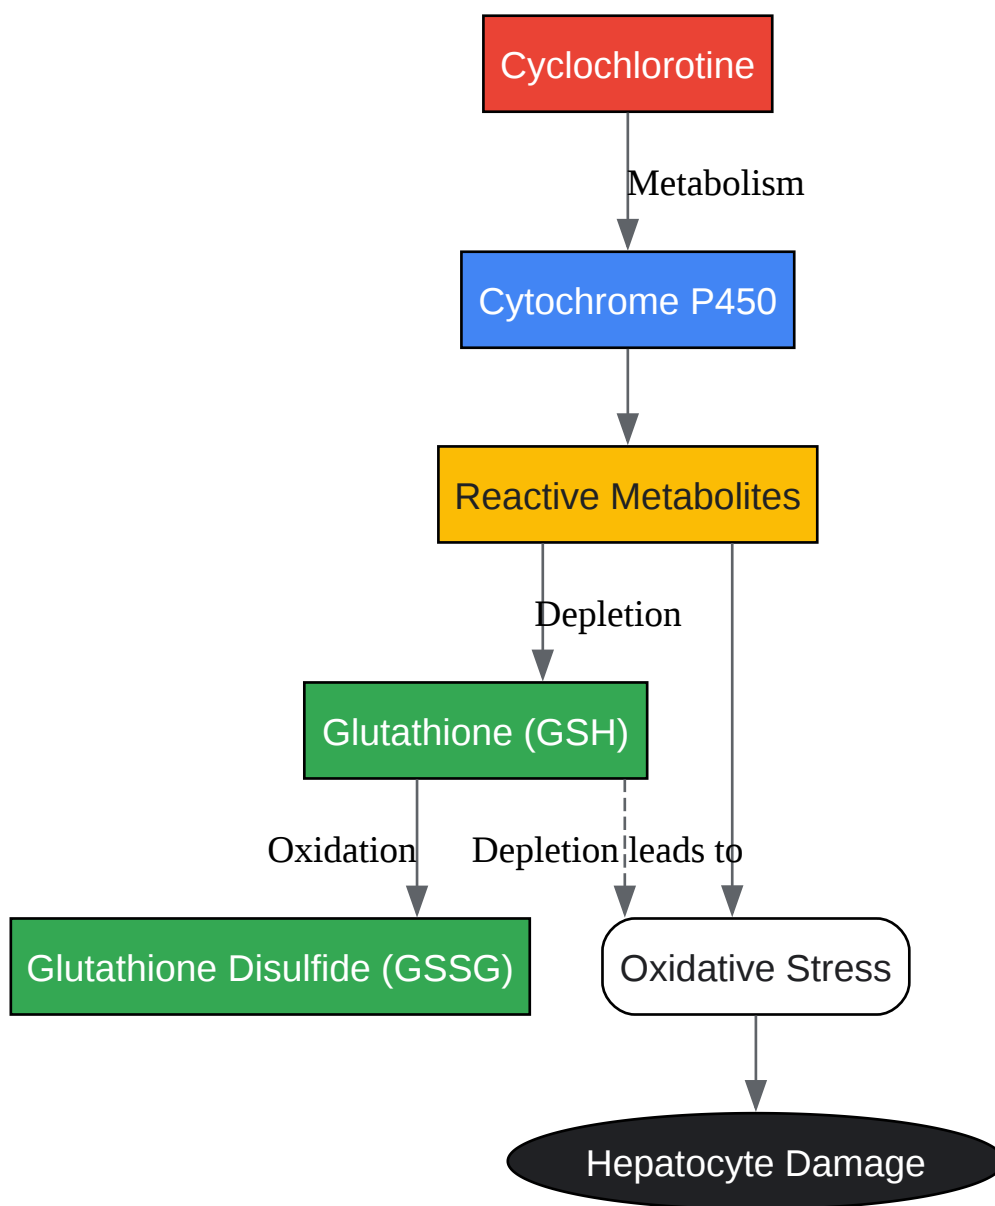 Cyclochlorotine
Metabolism
Cytochrome P450
Reactive Metabolites
Depletion
Glutathione (GSH)
Oxidation
Depletion leads to
Glutathione Disulfide (GSSG)
Oxidative Stress
Hepatocyte Damage